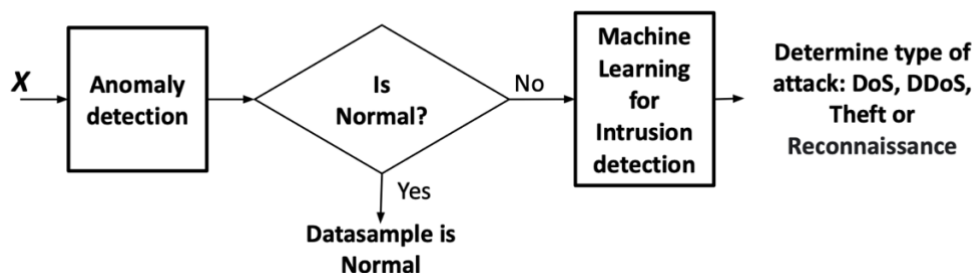 X
Anomaly
detection
Is
Normal?
No
Yes
Datasample is
Normal
Machine
Learning
for
Intrusion
detection
Determine type of
attack: DoS, DDoS,
Theft or
Reconnaissance